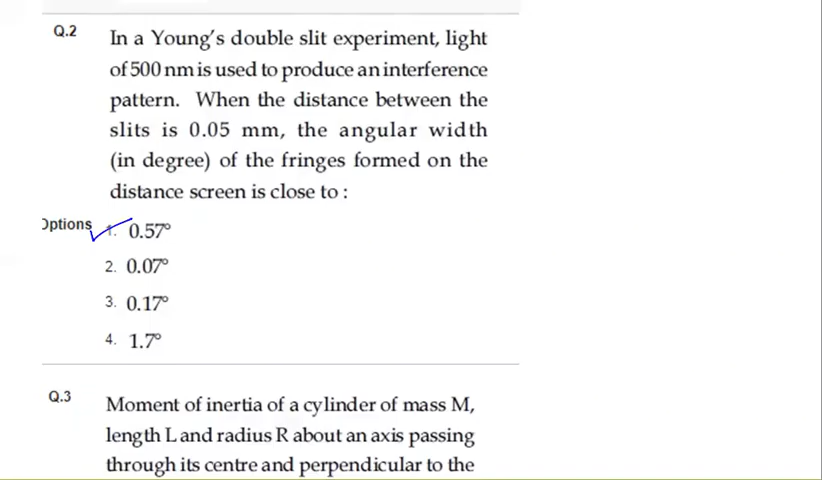 Q.2 In a Young's double slit experiment, light
of 500 nm is used to produce an interference
pattern. When the distance between the
slits is 0.05 mm, the angular width
(in degree) of the fringes formed on the
distance screen is close to :
Options 1. 0.57°
2. 0.07°
3. 0.17°
4. 1.7°
Q.3 Moment of inertia of a cylinder of mass M,
length L and radius R about an axis passing
through its centre and perpendicular to the